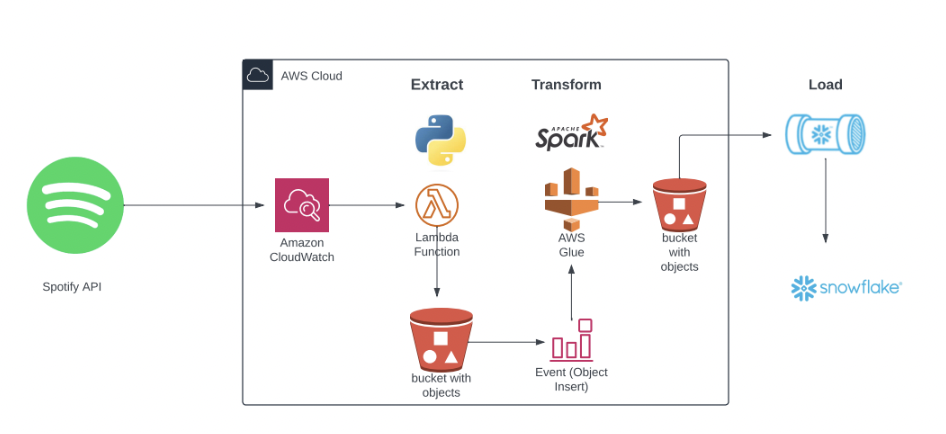 AWS Cloud
Extract
Transform
Load
APACHE
Spark™
Amazon
CloudWatch
Lambda
Function
AWS
Glue
bucket
with
objects
Spotify API
snowflake®
bucket with
objects
Event (Object
Insert)